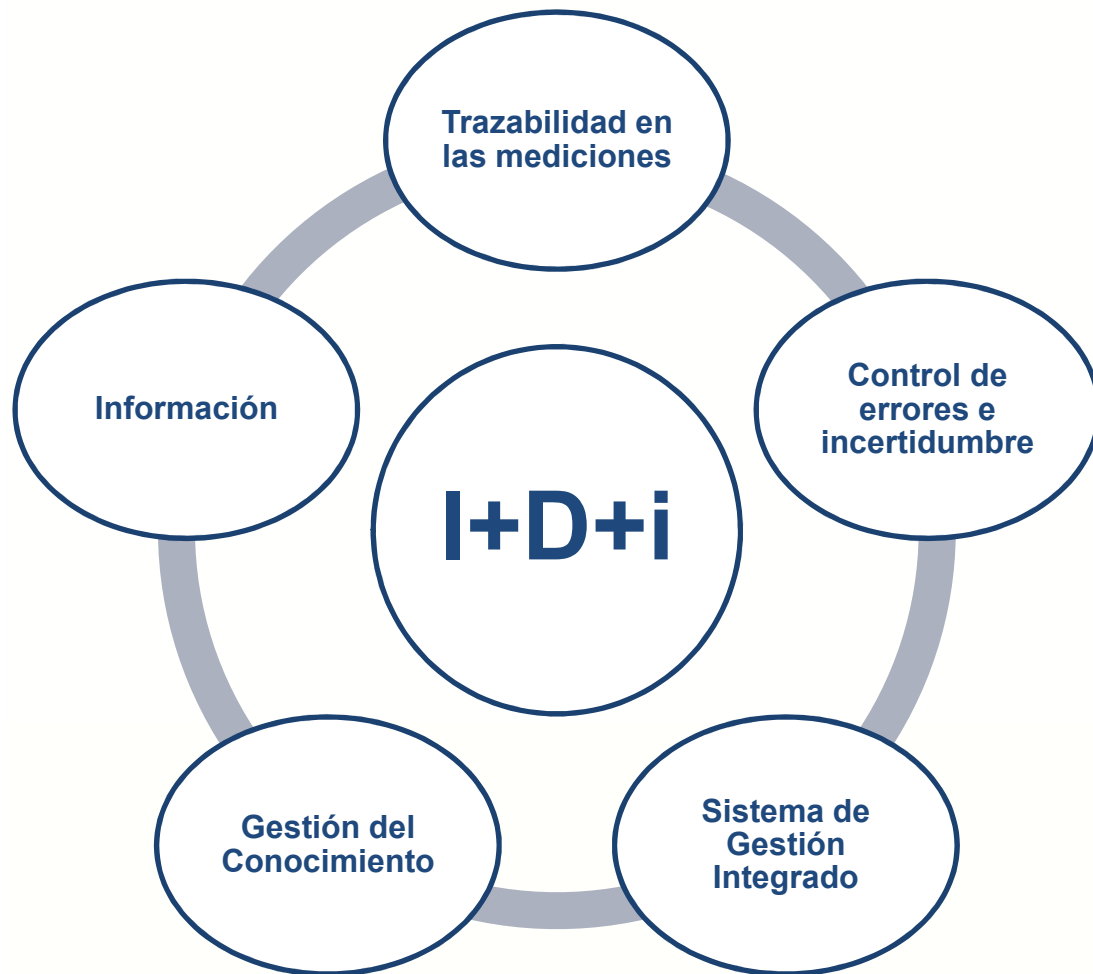 Trazabilidad en
las mediciones
Control de
errores e
incertidumbre
Sistema de
Gestión
Integrado
Gestión del
Conocimiento
Información
I+D+i